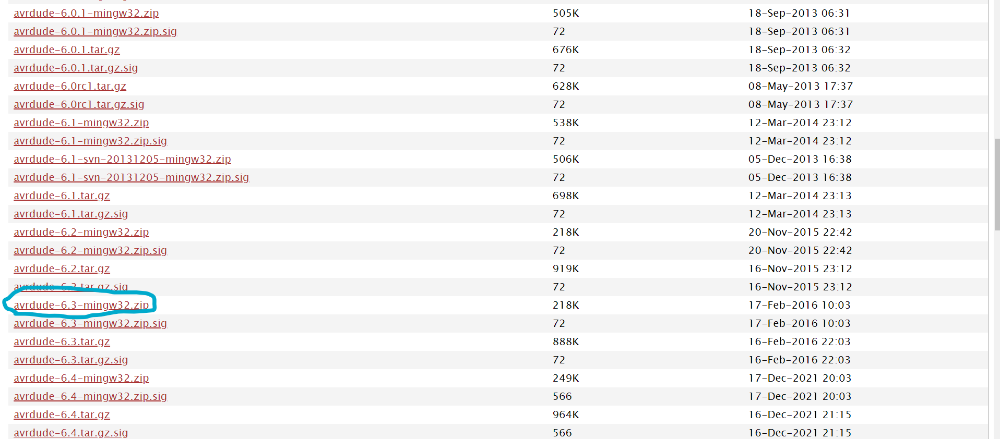 avrdude-6.0.1-mingw32.zip 505K 18-Sep-2013 06:31
avrdude-6.0.1-mingw32.zip.sig 72 18-Sep-2013 06:31
avrdude-6.0.1.tar.gz 676K 18-Sep-2013 06:32
avrdude-6.0.1.tar.gz.sig 72 18-Sep-2013 06:32
avrdude-6.0rc1.tar.gz 628K 08-May-2013 17:37
avrdude-6.0rc1.tar.gz.sig 72 08-May-2013 17:37
avrdude-6.1-mingw32.zip 538K 12-Mar-2014 23:12
avrdude-6.1-mingw32.zip.sig 72 12-Mar-2014 23:12
avrdude-6.1-svn-20131205-mingw32.zip 506K 05-Dec-2013 16:38
avrdude-6.1-svn-20131205-mingw32.zip.sig 72 05-Dec-2013 16:38
avrdude-6.1.tar.gz 698K 12-Mar-2014 23:13
avrdude-6.1.tar.gz.sig 72 12-Mar-2014 23:13
avrdude-6.2-mingw32.zip 218K 20-Nov-2015 22:42
avrdude-6.2-mingw32.zip.sig 72 20-Nov-2015 22:42
avrdude-6.2.tar.gz 919K 16-Nov-2015 23:12
avrdude-6.2.tar.gz.sig 72 16-Nov-2015 23:12
avrdude-6.3-mingw32.zip 218K 17-Feb-2016 10:03
avrdude-6.3-mingw32.zip.sig 72 17-Feb-2016 10:03
avrdude-6.3.tar.gz 888K 16-Feb-2016 22:03
avrdude-6.3.tar.gz.sig 72 16-Feb-2016 22:03
avrdude-6.4-mingw32.zip 249K 17-Dec-2021 20:03
avrdude-6.4-mingw32.zip.sig 566 17-Dec-2021 20:03
avrdude-6.4.tar.gz 964K 16-Dec-2021 21:15
avrdude-6.4.tar.gz.sig 566 16-Dec-2021 21:15